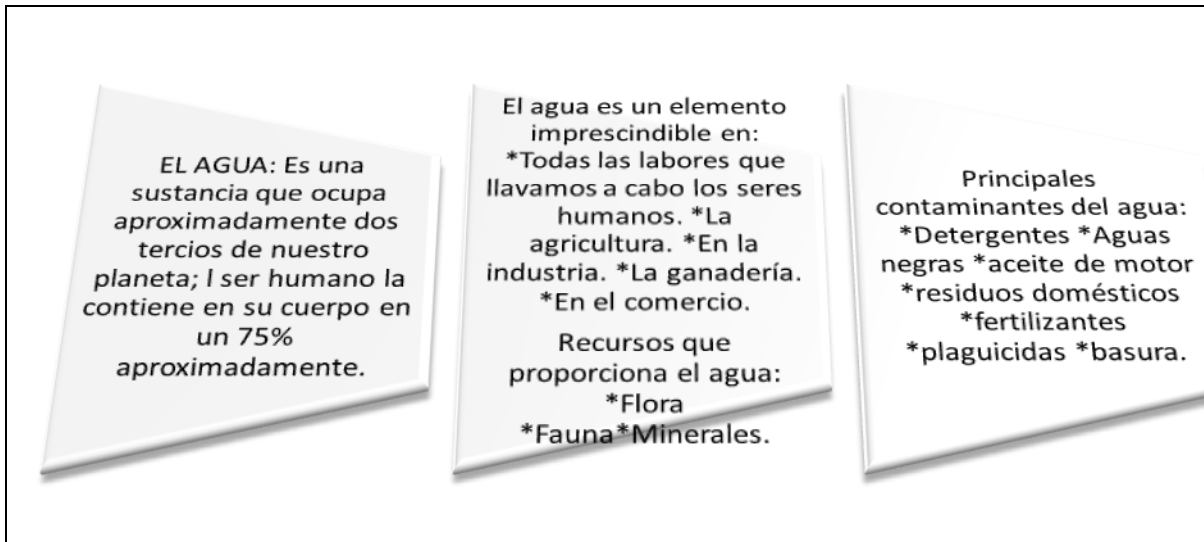 EL AGUA: Es una
sustancia que ocupa
aproximadamente dos
tercios de nuestro
planeta; l ser humano la
contiene en su cuerpo en
un 75%
aproximadamente.
El agua es un elemento
imprescindible en:
*Todas las labores que
llavamos a cabo los seres
humanos. *La
agricultura. *En la
industria. *La ganadería.
*En el comercio.
Recursos que
proporciona el agua:
*Flora
*Fauna*Minerales.
Principales
contaminantes del agua:
*Detergentes *Aguas
negras *aceite de motor
*residuos domésticos
*fertilizantes
*plaguicidas *basura.